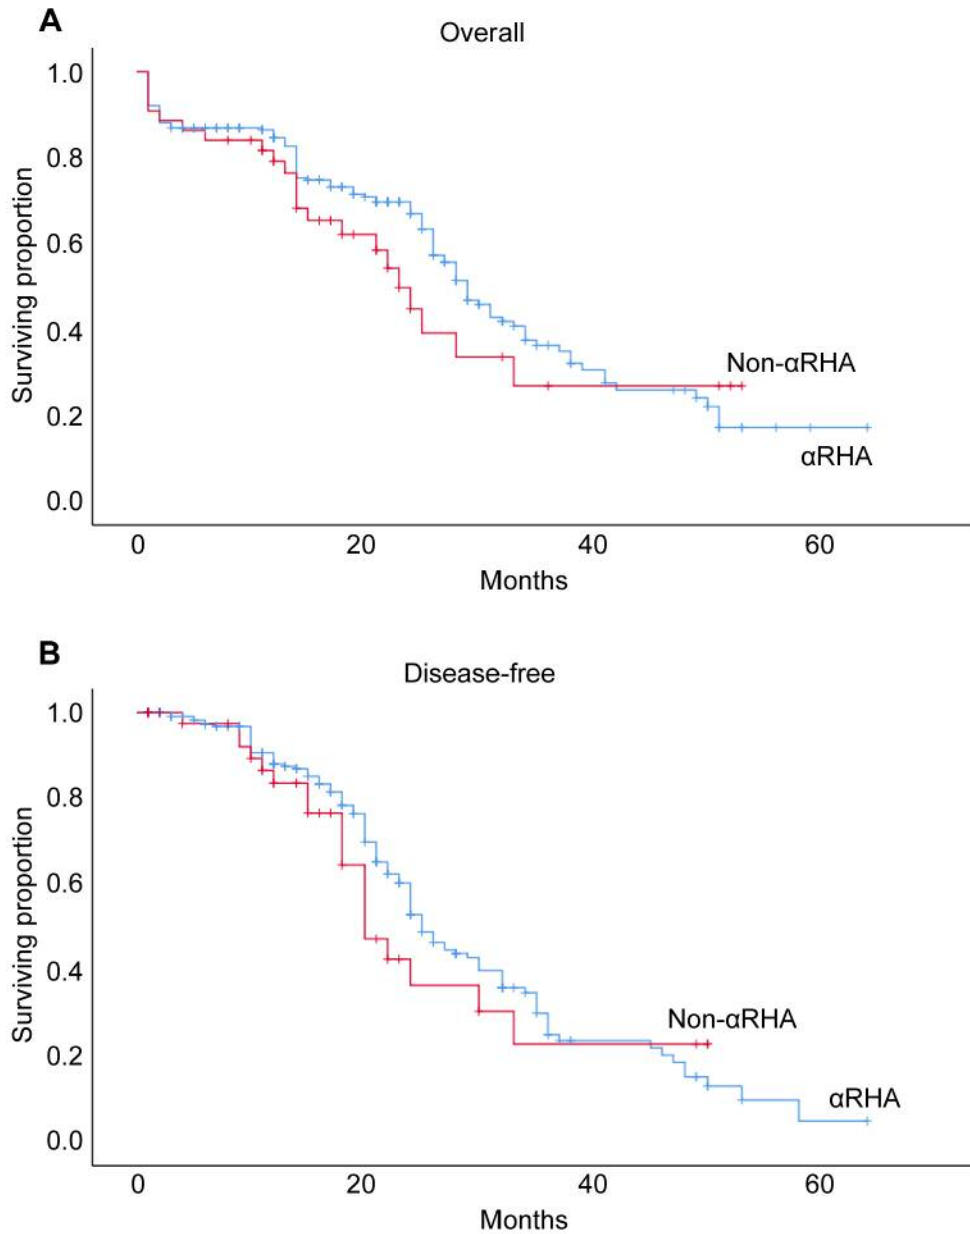 A
Overall
Surviving proportion
1.0
0.8
0.6
0.4
0.2
0.0
Non-αRHA
αRHA
0 20 40 60
Months
B
Disease-free
Surviving proportion
1.0
0.8
0.6
0.4
0.2
0.0
Non-αRHA
αRHA
0 20 40 60
Months